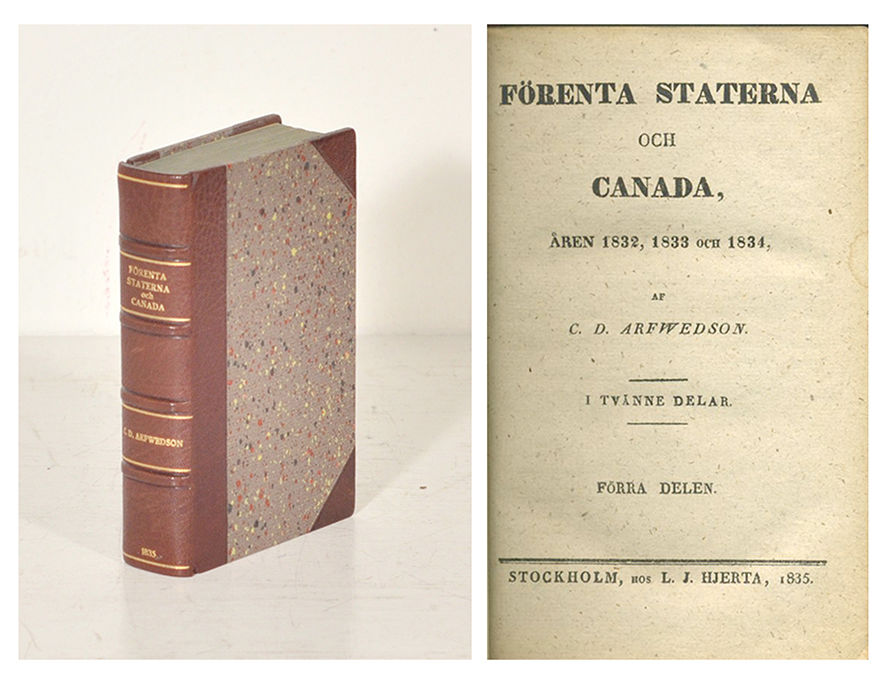 FÖRENTA
STATERNA
och
CANADA
C. D. ARFWEDSON
1835
FÖRENTA STATERNA
OCH
CANADA,
ÅREN 1832, 1833 OCH 1834,
AF
C. D. ARFWEDSON.
I TVÄNNE DELAR.
FÖRRA DELEN.
STOCKHOLM, HOS L. J. HJERTA, 1835.